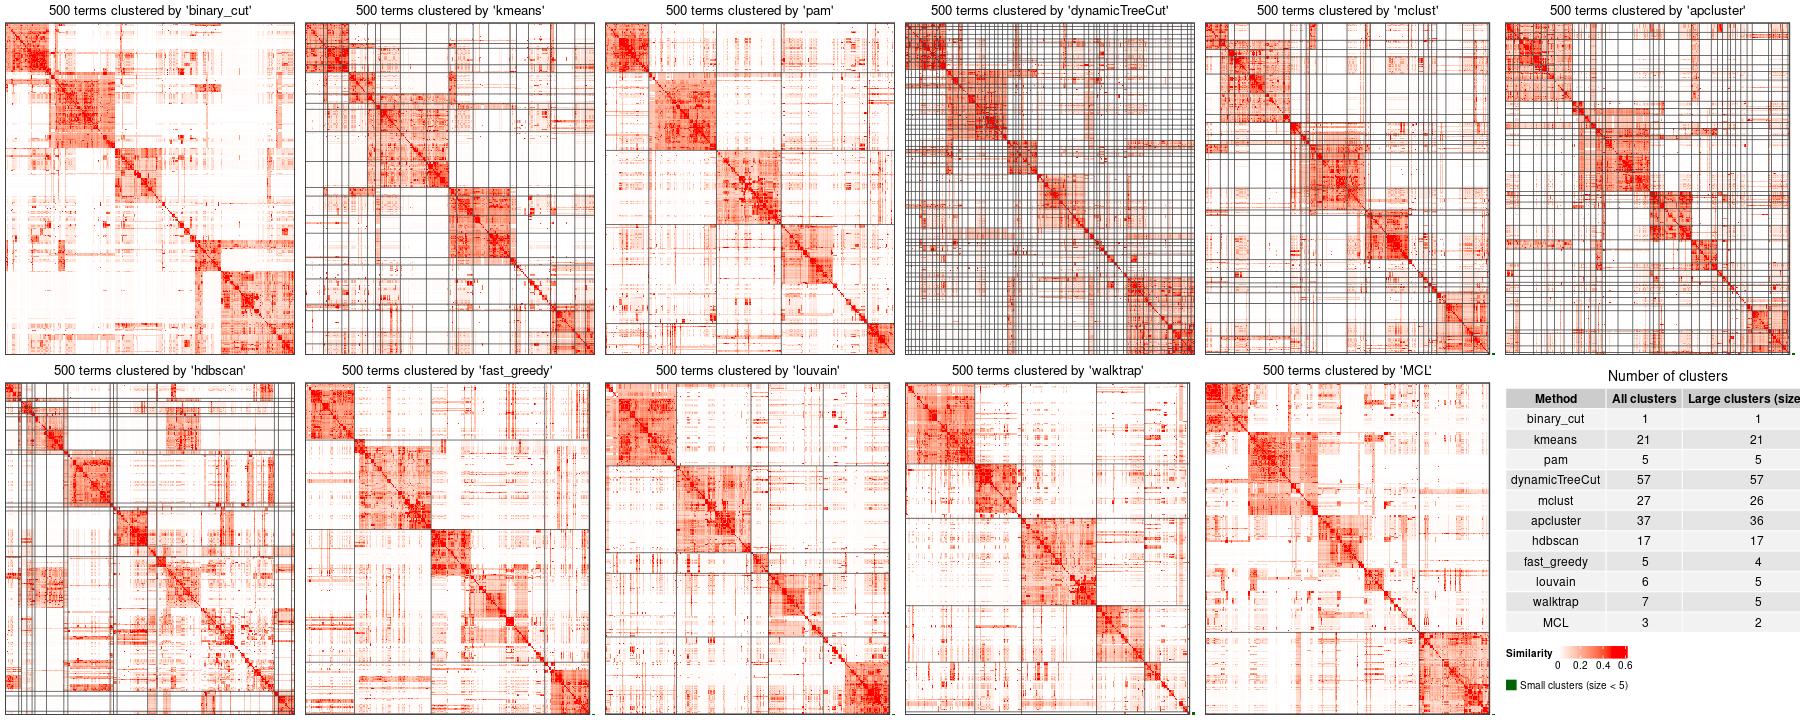 500 terms clustered by 'binary_cut'
500 terms clustered by 'kmeans'
500 terms clustered by 'pam'
500 terms clustered by 'dynamicTreeCut'
500 terms clustered by 'mclust'
500 terms clustered by 'apcluster'
500 terms clustered by 'hdbscan'
500 terms clustered by 'fast_greedy'
500 terms clustered by 'louvain'
500 terms clustered by 'walktrap'
500 terms clustered by 'MCL'
Number of clusters
Method All clusters Large clusters (size
binary_cut 1 1
kmeans 21 21
pam 5 5
dynamicTreeCut 57 57
mclust 27 26
apcluster 37 36
hdbscan 17 17
fast_greedy 5 4
louvain 6 5
walktrap 7 5
MCL 3 2
Similarity
0 0.2 0.4 0.6
Small clusters (size < 5)